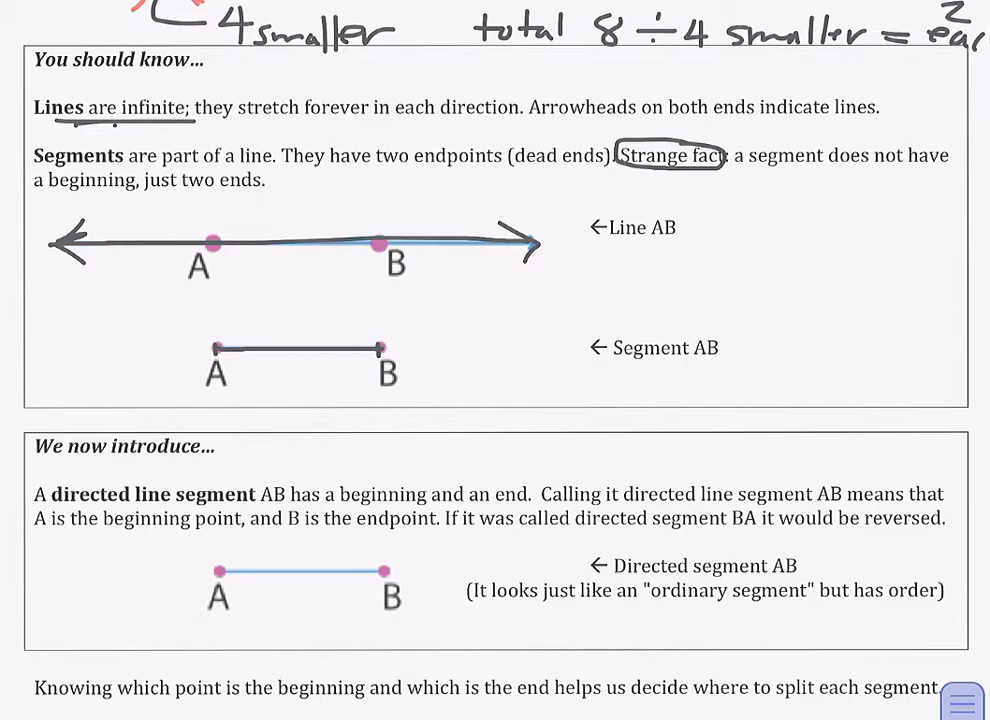 4 smaller total 8 ÷ 4 smaller = 2
You should know...
Lines are infinite; they stretch forever in each direction. Arrowheads on both ends indicate lines.
Segments are part of a line. They have two endpoints (dead ends). Strange fact: a segment does not have
a beginning, just two ends.
←Line AB
A B
← Segment AB
A B
We now introduce...
A directed line segment AB has a beginning and an end. Calling it directed line segment AB means that
A is the beginning point, and B is the endpoint. If it was called directed segment BA it would be reversed.
← Directed segment AB
A B (It looks just like an "ordinary segment" but has order)
Knowing which point is the beginning and which is the end helps us decide where to split each segment.